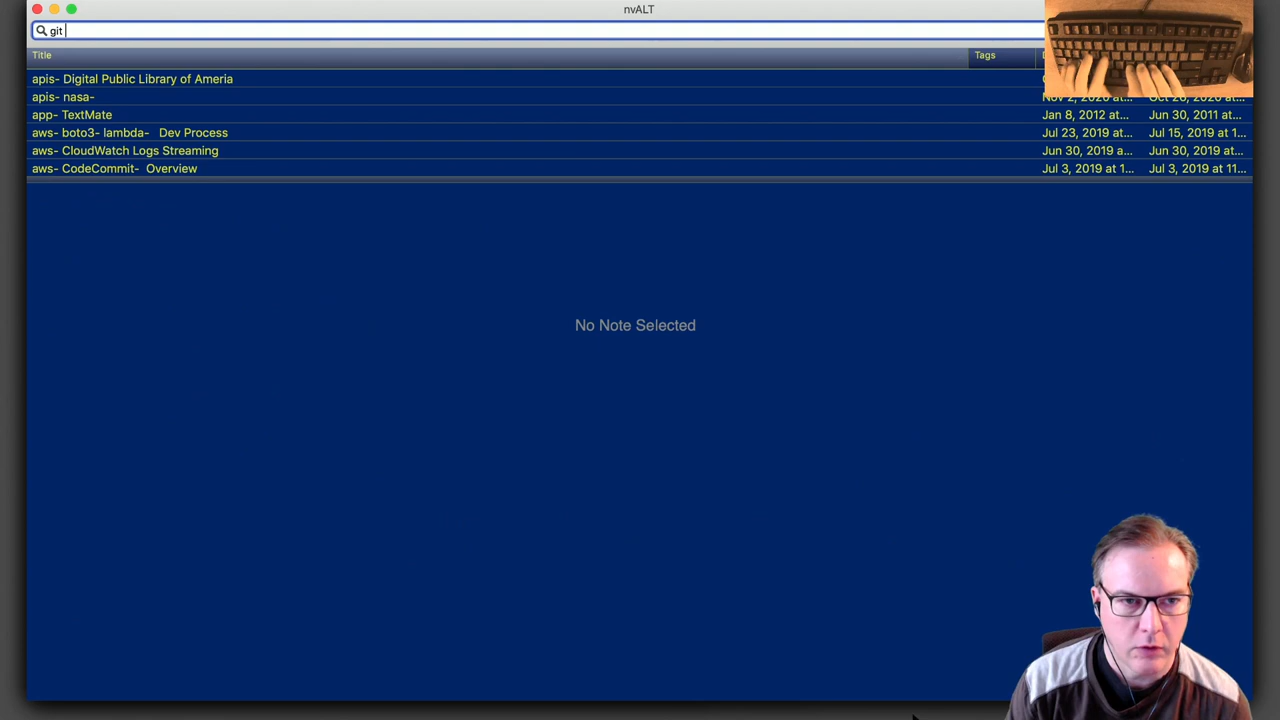 nvALT
git
Title Tags
apis- Digital Public Library of Ameria
apis- nasa-
app- TextMate Jan 8, 2012 at... Jun 30, 2011 at...
aws- boto3- lambda- Dev Process Jul 23, 2019 at... Jul 15, 2019 at 1...
aws- CloudWatch Logs Streaming Jun 30, 2019 a... Jun 30, 2019 at...
aws- CodeCommit- Overview Jul 3, 2019 at 1... Jul 3, 2019 at 11...
No Note Selected